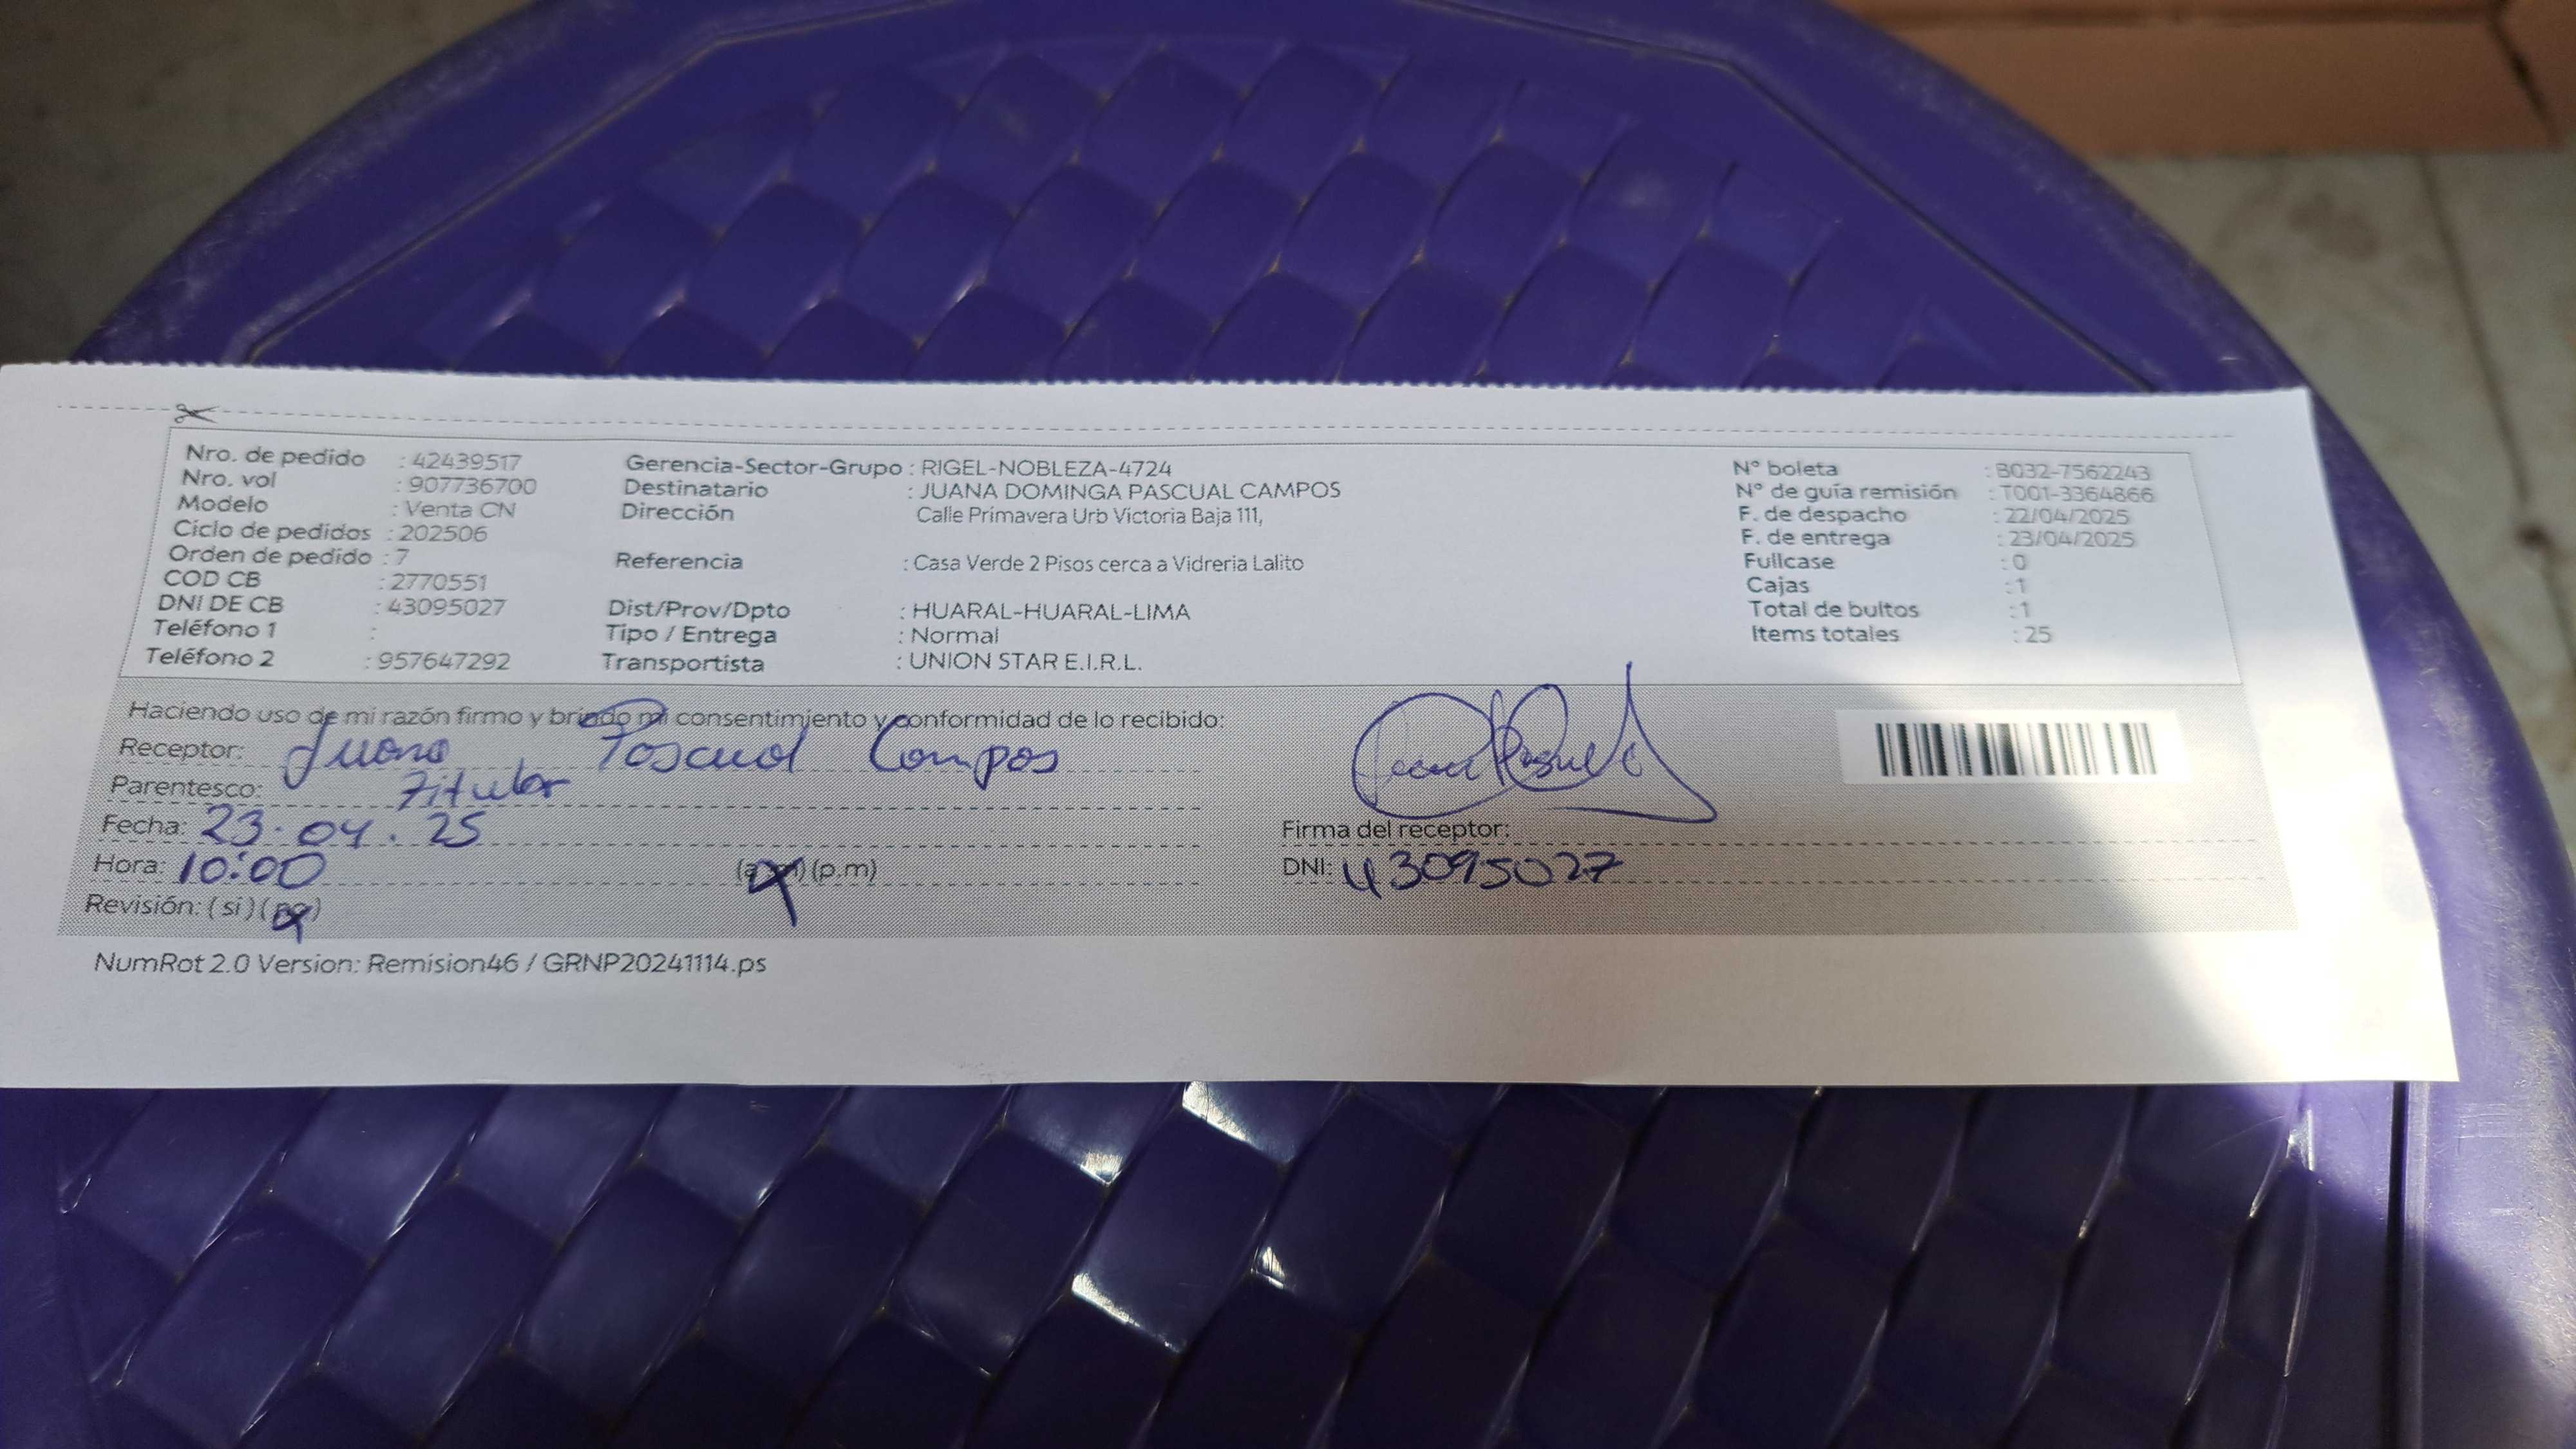 Nro. de pedido : 42439517
Nro. vol : 907736700
Modelo : Venta CN
Ciclo de pedidos : 202506
Orden de pedido : 7
COD CB : 2770551
DNI DE CB : 43095027
Teléfono 1 :
Teléfono 2 : 957647292
Gerencia-Sector-Grupo : RIGEL-NOBLEZA-4724
Destinatario : JUANA DOMINGA PASCUAL CAMPOS
Dirección Calle Primavera Urb Victoria Baja 111,
Referencia : Casa Verde 2 Pisos cerca a Vidreria Lalito
Dist/Prov/Dpto : HUARAL-HUARAL-LIMA
Tipo / Entrega : Normal
Transportista : UNION STAR E.I.R.L.
N° boleta : B032-7562243
N° de guía remisión : T001-3364866
F. de despacho : 22/04/2025
F. de entrega : 23/04/2025
Fullcase : 0
Cajas : 1
Total de bultos : 1
Items totales : 25
Haciendo uso de mi razón firmo y brindo mi consentimiento y conformidad de lo recibido:
Receptor: Juana Pascual Campos
Parentesco: Titular
Fecha: 23.04.25
Hora: 10:00 (a.m) (p.m)
Revisión: (si) (no)
Firma del receptor:
DNI: 43095027
NumRot 2.0 Version: Remision46 / GRNP20241114.ps